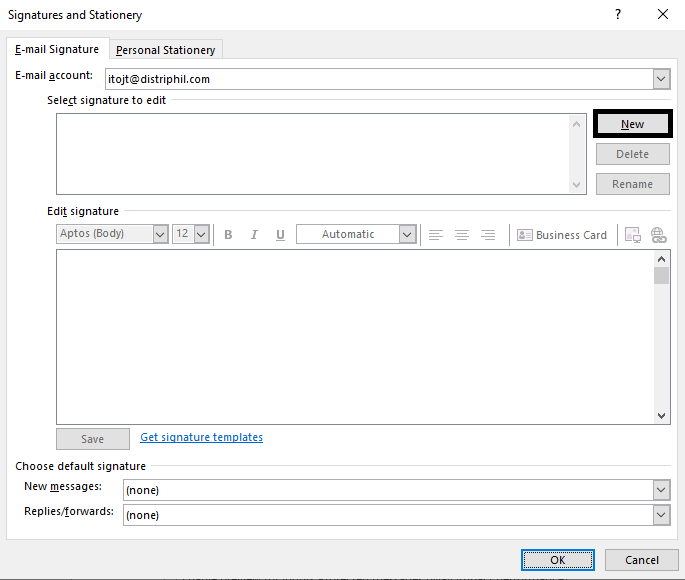 Signatures and Stationery ?
E-mail Signature Personal Stationery
E-mail account: itojt@distriphil.com
Select signature to edit
New
Delete
Rename
Edit signature
Aptos (Body) 12 B I U Automatic Business Card
Save Get signature templates
Choose default signature
New messages: (none)
Replies/forwards: (none)
OK Cancel